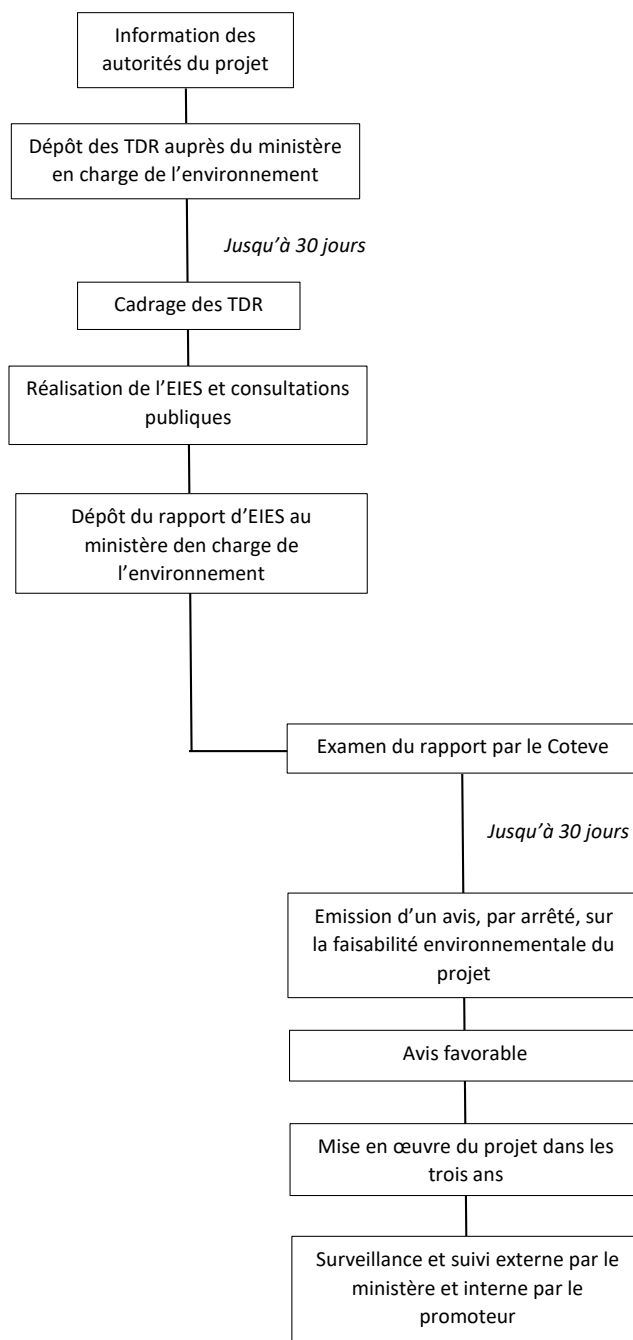 Information des
autorités du projet
Dépôt des TDR auprès du ministère
en charge de l’environnement
Jusqu’à 30 jours
Cadrage des TDR
Réalisation de l’EIES et consultations
publiques
Dépôt du rapport d’EIES au
ministère den charge de
l’environnement
Examen du rapport par le Coteve
Jusqu’à 30 jours
Emission d’un avis, par arrêté, sur
la faisabilité environnementale du
projet
Avis favorable
Mise en œuvre du projet dans les
trois ans
Surveillance et suivi externe par le
ministère et interne par le
promoteur